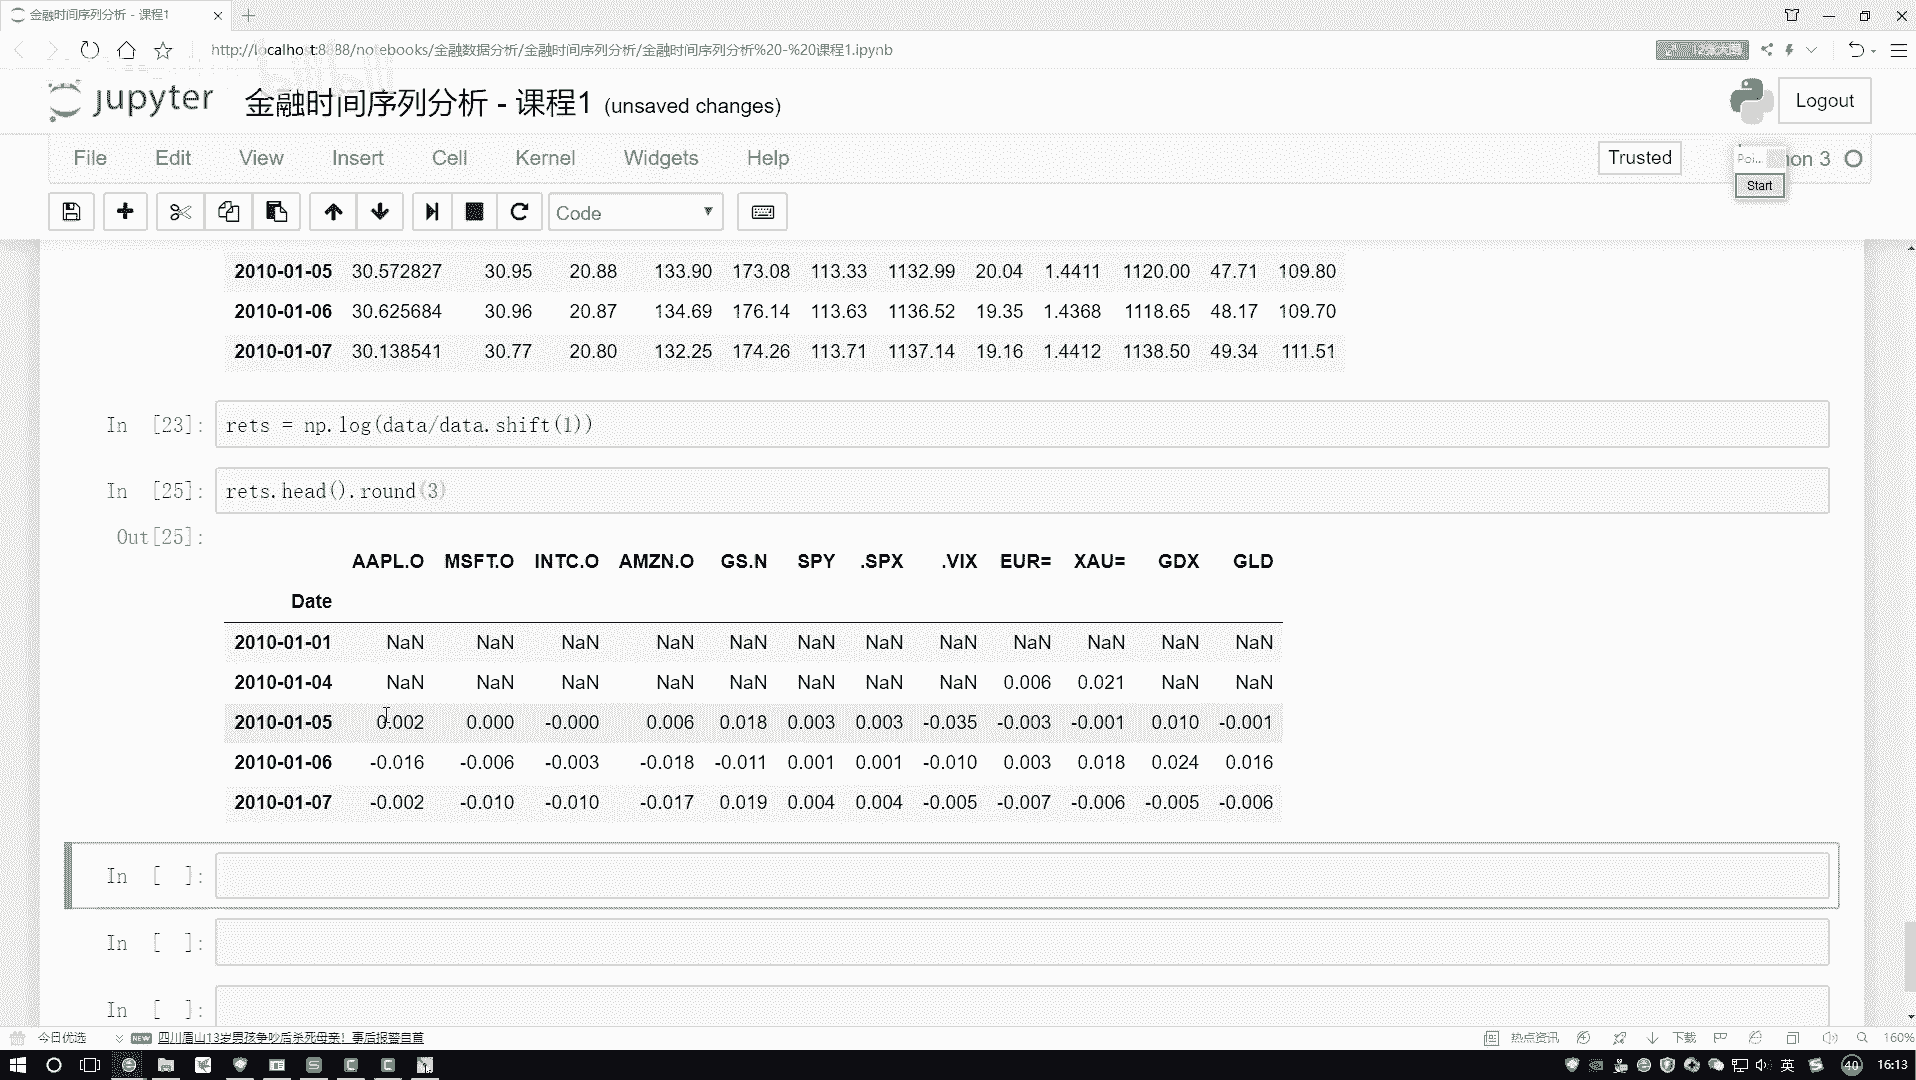 金融时间序列分析 - 课程1
http://localhost:8888/notebooks/金融数据分析/金融时间序列分析/金融时间序列分析%20-%20课程1.ipynb
jupyter 金融时间序列分析 - 课程1 (unsaved changes)
Logout
File Edit View Insert Cell Kernel Widgets Help
Trusted
Poi... on 3
Start
Code
2010-01-05 30.572827 30.95 20.88 133.90 173.08 113.33 1132.99 20.04 1.4411 1120.00 47.71 109.80
2010-01-06 30.625684 30.96 20.87 134.69 176.14 113.63 1136.52 19.35 1.4368 1118.65 48.17 109.70
2010-01-07 30.138541 30.77 20.80 132.25 174.26 113.71 1137.14 19.16 1.4412 1138.50 49.34 111.51
In [23]: rets = np.log(data/data.shift(1))
In [25]: rets.head().round(3)
Out[25]:
AAPL.O MSFT.O INTC.O AMZN.O GS.N SPY .SPX .VIX EUR= XAU= GDX GLD
Date
2010-01-01 NaN NaN NaN NaN NaN NaN NaN NaN NaN NaN NaN NaN
2010-01-04 NaN NaN NaN NaN NaN NaN NaN NaN 0.006 0.021 NaN NaN
2010-01-05 0.002 0.000 -0.000 0.006 0.018 0.003 0.003 -0.035 -0.003 -0.001 0.010 -0.001
2010-01-06 -0.016 -0.006 -0.003 -0.018 -0.011 0.001 0.001 -0.010 0.003 0.018 0.024 0.016
2010-01-07 -0.002 -0.010 -0.010 -0.017 0.019 0.004 0.004 -0.005 -0.007 -0.006 -0.005 -0.006
In [ ]:
In [ ]:
In [ ]:
今日优选 NEW 四川眉山13岁男孩争吵后杀死母亲！事后报警自首 热点资讯 下载 160%
英 40 16:13